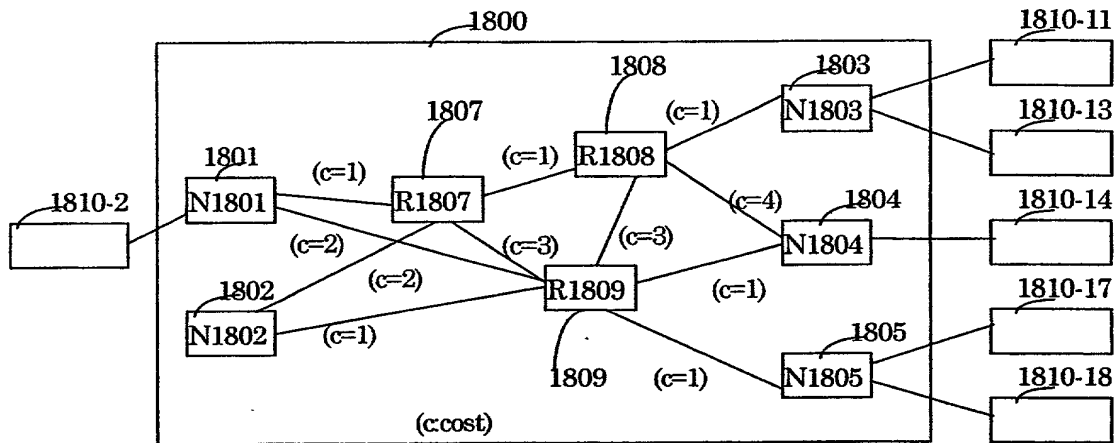 1800
1810-11
1808
1803
1807
(c=1)
N1803
1810-13
1801
(c=1)
(c=1)
R1808
1810-2
N1801
R1807
(c=4)
1804
1810-14
(c=2)
(c=3)
(c=3)
N1804
1802
(c=2)
R1809
(c=1)
1810-17
N1802
(c=1)
1805
1809
(c=1)
N1805
1810-18
(c:cost)